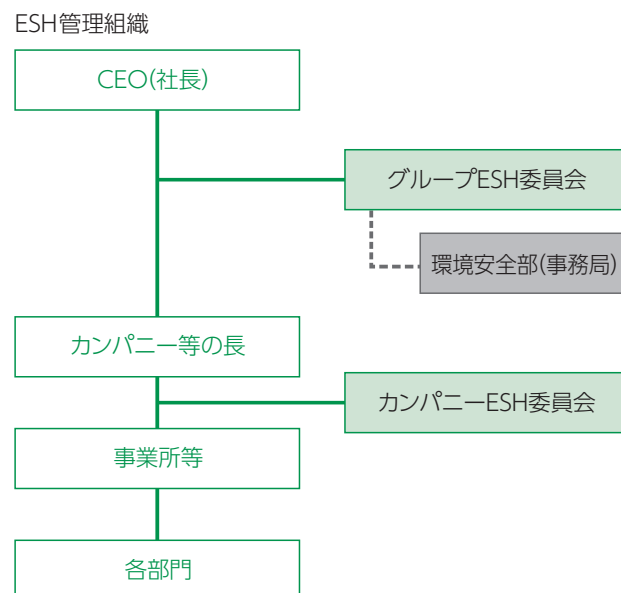 ESH管理組織
CEO(社長)
グループESH委員会
環境安全部(事務局)
カンパニー等の長
カンパニーESH委員会
事業所等
各部門